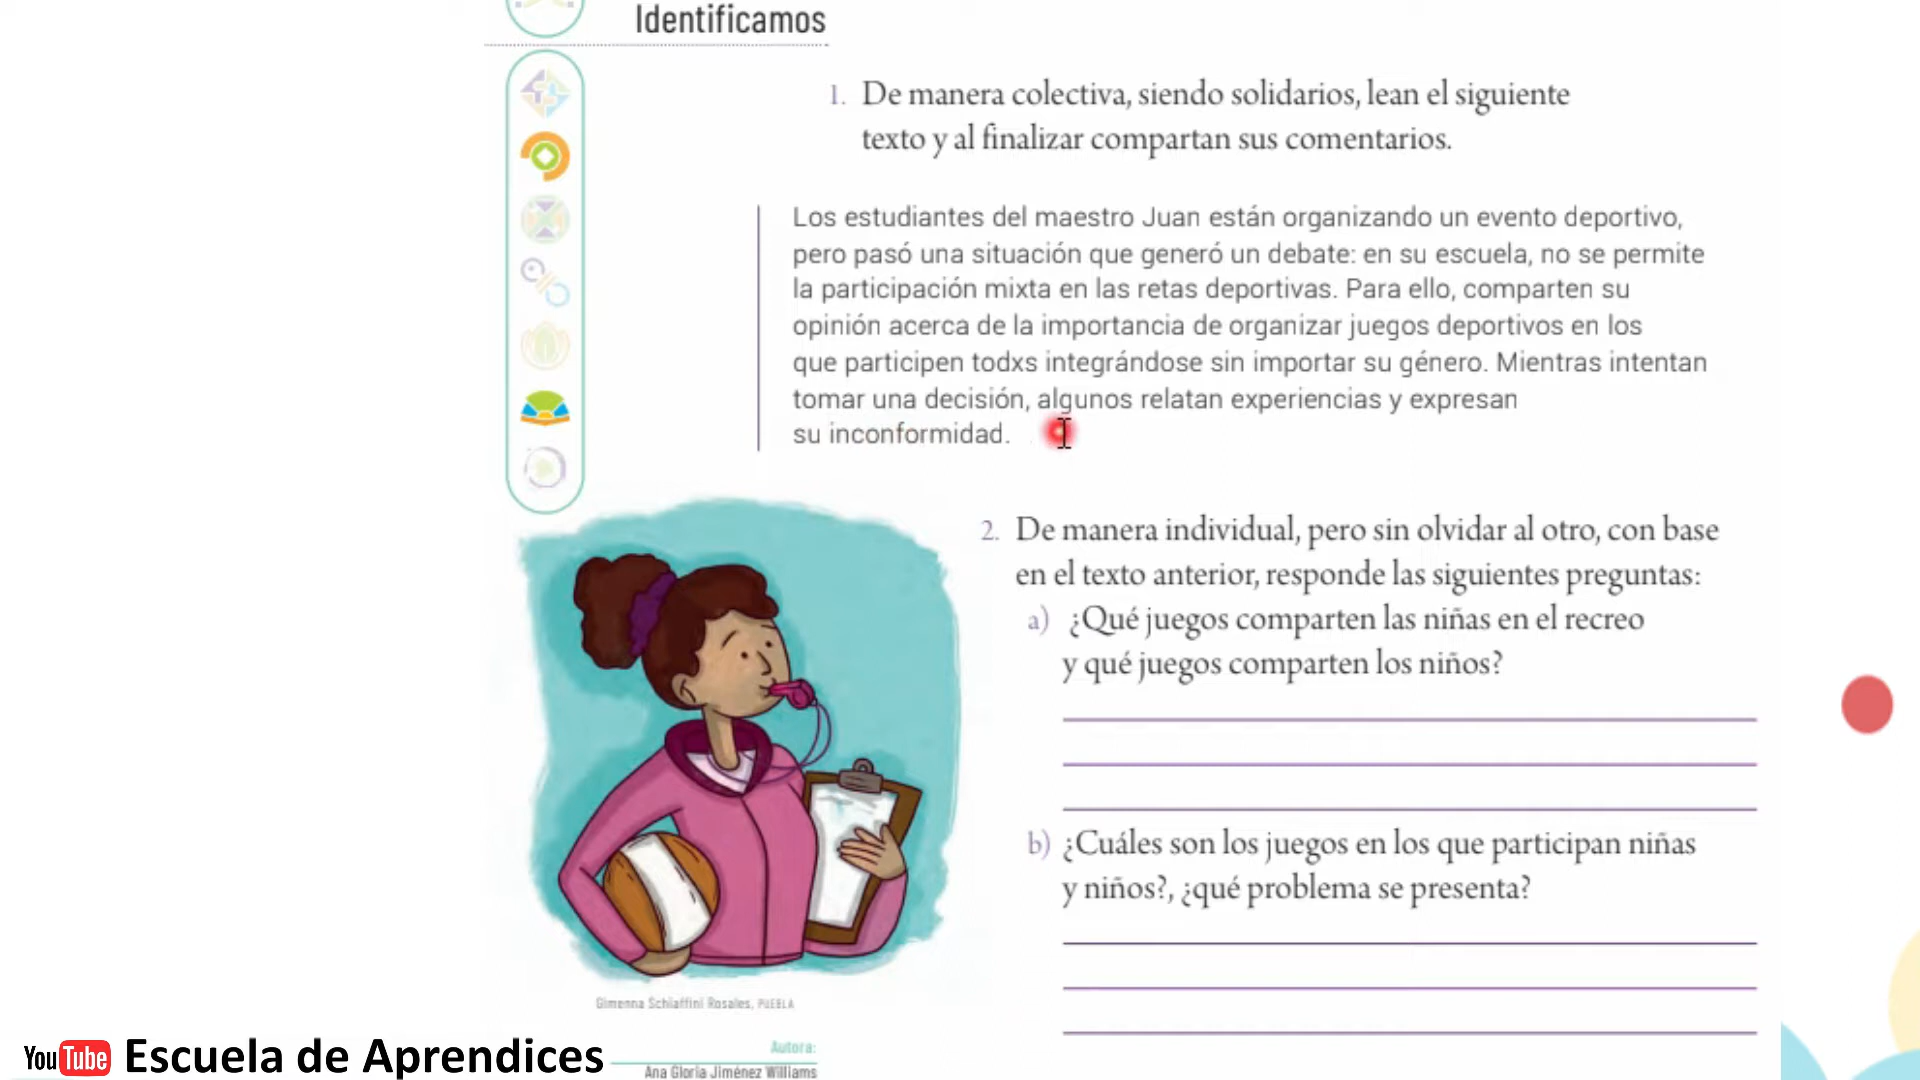 Identificamos
1. De manera colectiva, siendo solidarios, lean el siguiente
texto y al finalizar compartan sus comentarios.
Los estudiantes del maestro Juan están organizando un evento deportivo,
pero pasó una situación que generó un debate: en su escuela, no se permite
la participación mixta en las retas deportivas. Para ello, comparten su
opinión acerca de la importancia de organizar juegos deportivos en los
que participen todxs integrándose sin importar su género. Mientras intentan
tomar una decisión, algunos relatan experiencias y expresan
su inconformidad.
2. De manera individual, pero sin olvidar al otro, con base
en el texto anterior, responde las siguientes preguntas:
a) ¿Qué juegos comparten las niñas en el recreo
y qué juegos comparten los niños?
b) ¿Cuáles son los juegos en los que participan niñas
y niños?, ¿qué problema se presenta?
Gimenna Schiaffini Rosales, PUEBLA
YouTube Escuela de Aprendices
Autora:
Ana Gloria Jiménez Williams